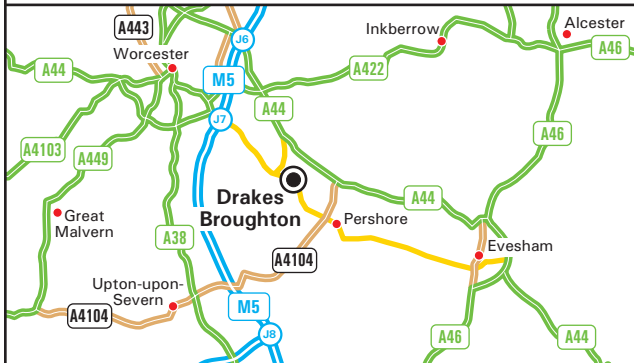 A443
J6
Inkberrow
Alcester
Worcester
A46
A44
A422
M5
A44
J7
A46
A4103
A449
Drakes
Broughton
A44
Great
Malvern
Pershore
A38
Evesham
A4104
Upton-upon-
Severn
M5
A4104
J8
A46
A44